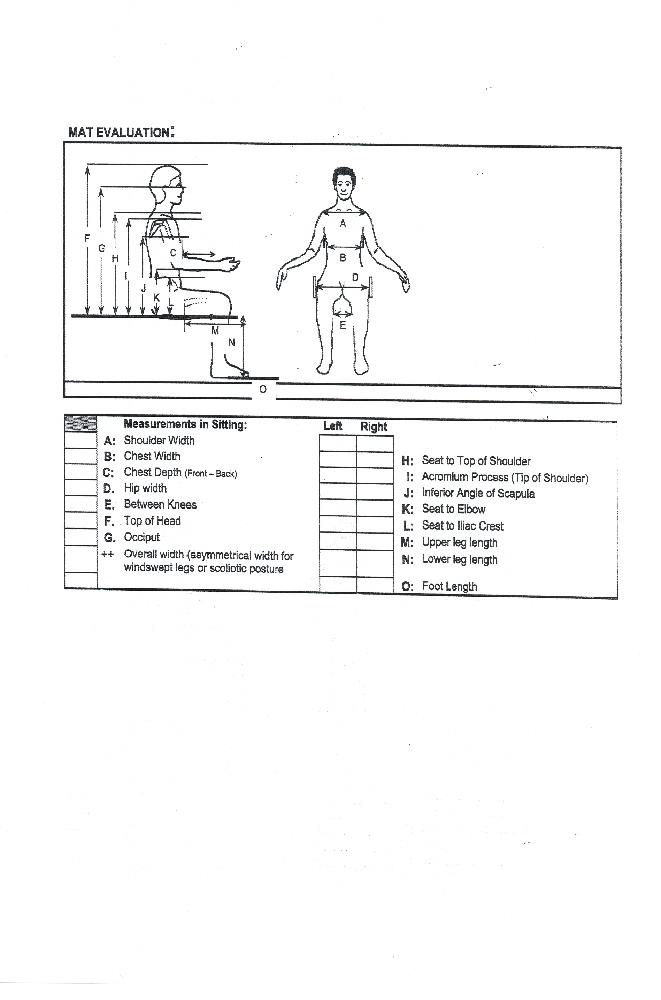 MAT EVALUATION:
F
G
H
I
J
K
L
C
M
N
O
A
B
D
E
Measurements in Sitting:
Left Right
A: Shoulder Width
B: Chest Width
C: Chest Depth (Front – Back)
D. Hip width
E. Between Knees
F. Top of Head
G. Occiput
++ Overall width (asymmetrical width for
windswept legs or scoliotic posture
H: Seat to Top of Shoulder
I: Acromium Process (Tip of Shoulder)
J: Inferior Angle of Scapula
K: Seat to Elbow
L: Seat to Iliac Crest
M: Upper leg length
N: Lower leg length
O: Foot Length